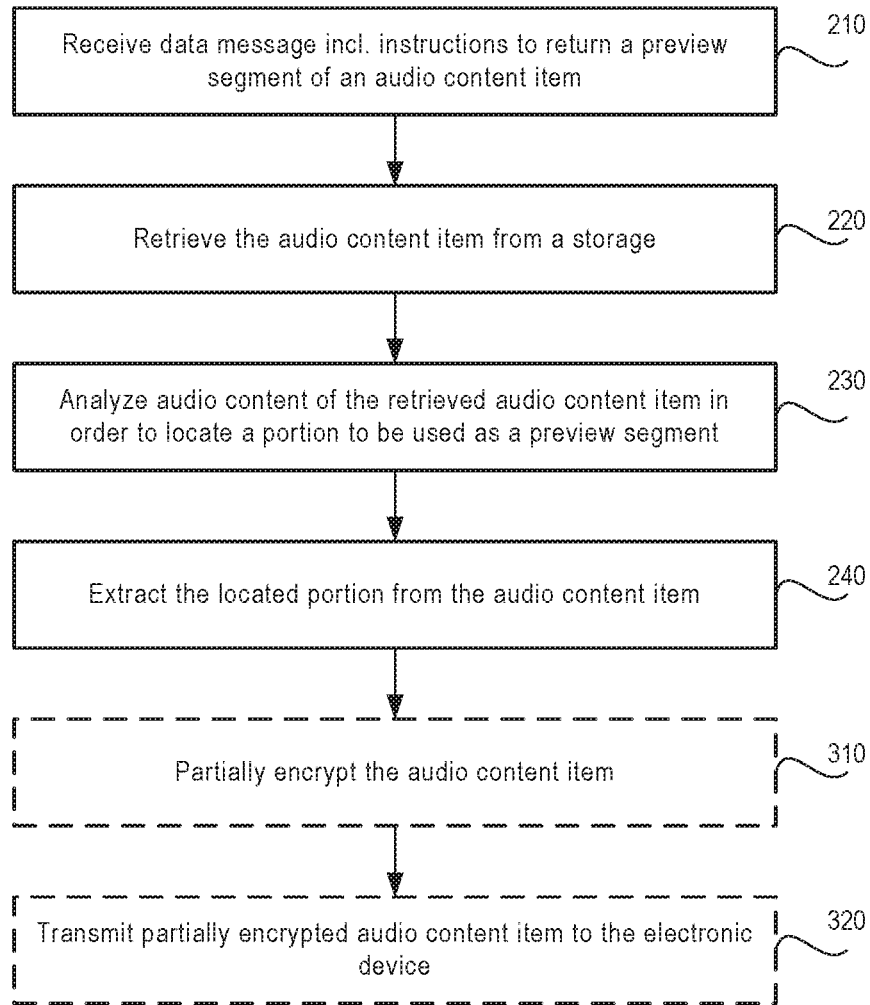 210
Receive data message incl. instructions to return a preview
segment of an audio content item
220
Retrieve the audio content item from a storage
230
Analyze audio content of the retrieved audio content item in
order to locate a portion to be used as a preview segment
240
Extract the located portion from the audio content item
310
Partially encrypt the audio content item
320
Transmit partially encrypted audio content item to the electronic
device